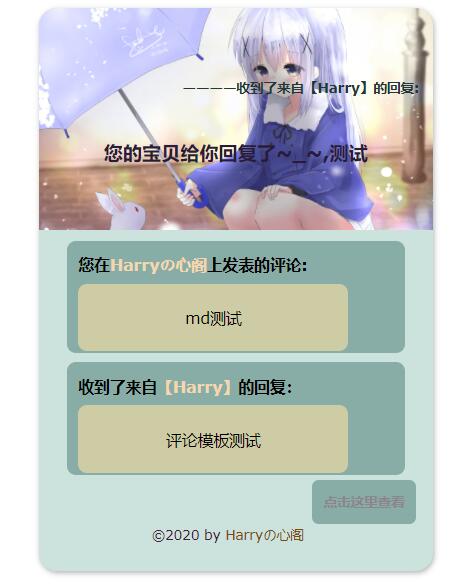 ————收到了来自【Harry】的回复:
您的宝贝给你回复了~_~,测试
您在Harryの心阁上发表的评论:
md测试
收到了来自【Harry】的回复:
评论模板测试
点击这里查看
©2020 by Harryの心阁